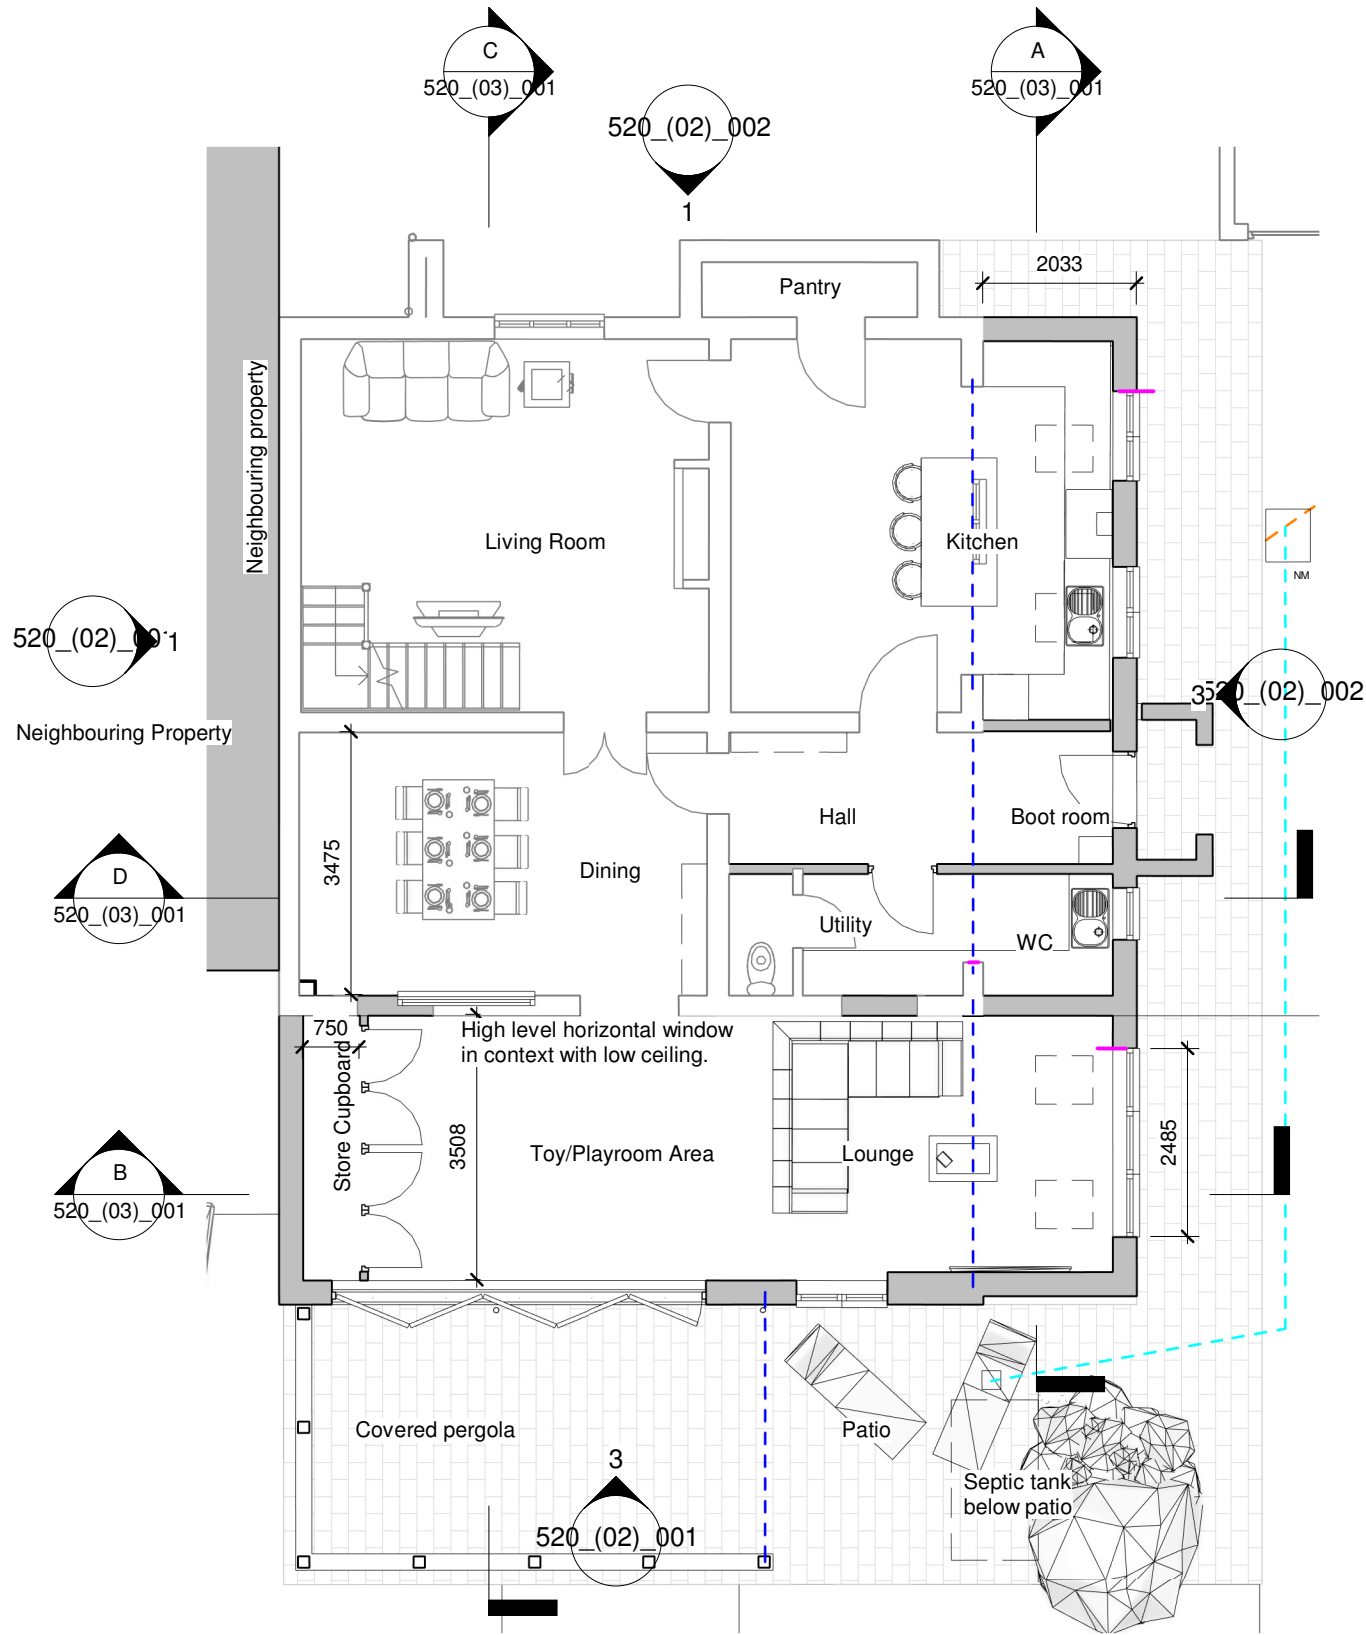 C
520_(03)_001
A
520_(03)_001
520_(02)_002
1
2033
Pantry
Neighbouring property
Living Room
Kitchen
NM
1
3
520_(02)_002
Neighbouring Property
Hall
Boot room
3475
Dining
D
520_(03)_001
Utility
WC
750
High level horizontal window
in context with low ceiling.
Store Cupboard
3508
Toy/Playroom Area
Lounge
2485
B
520_(03)_001
Covered pergola
Patio
3
Septic tank
below patio
520_(02)_001